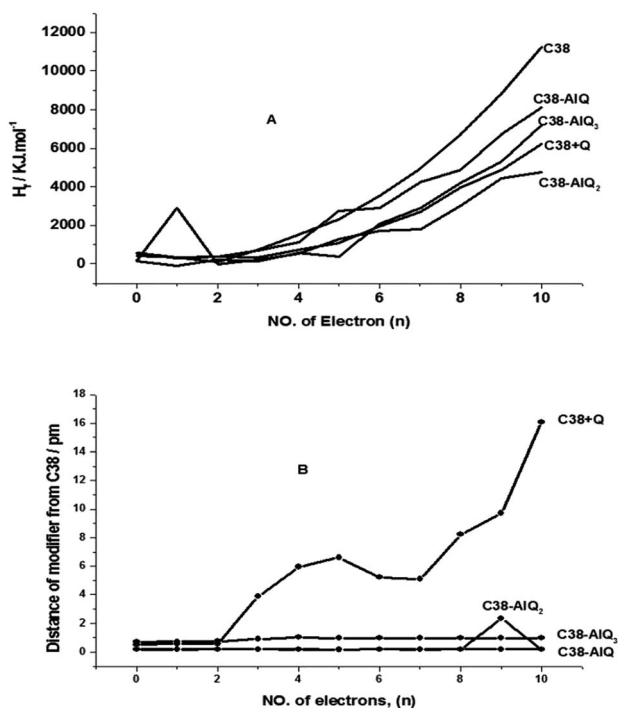 12000
10000
8000
6000
4000
2000
0
H_f / KJ.mol⁻¹
A
C38
C38-AlQ
C38-AlQ₃
C38+Q
C38-AlQ₂
0 2 4 6 8 10
NO. of Electron (n)
18
16
14
12
10
8
6
4
2
0
Distance of modifier from C38 / pm
B
C38+Q
C38-AlQ₂
C38-AlQ₃
C38-AlQ
0 2 4 6 8 10
NO. of electrons, (n)